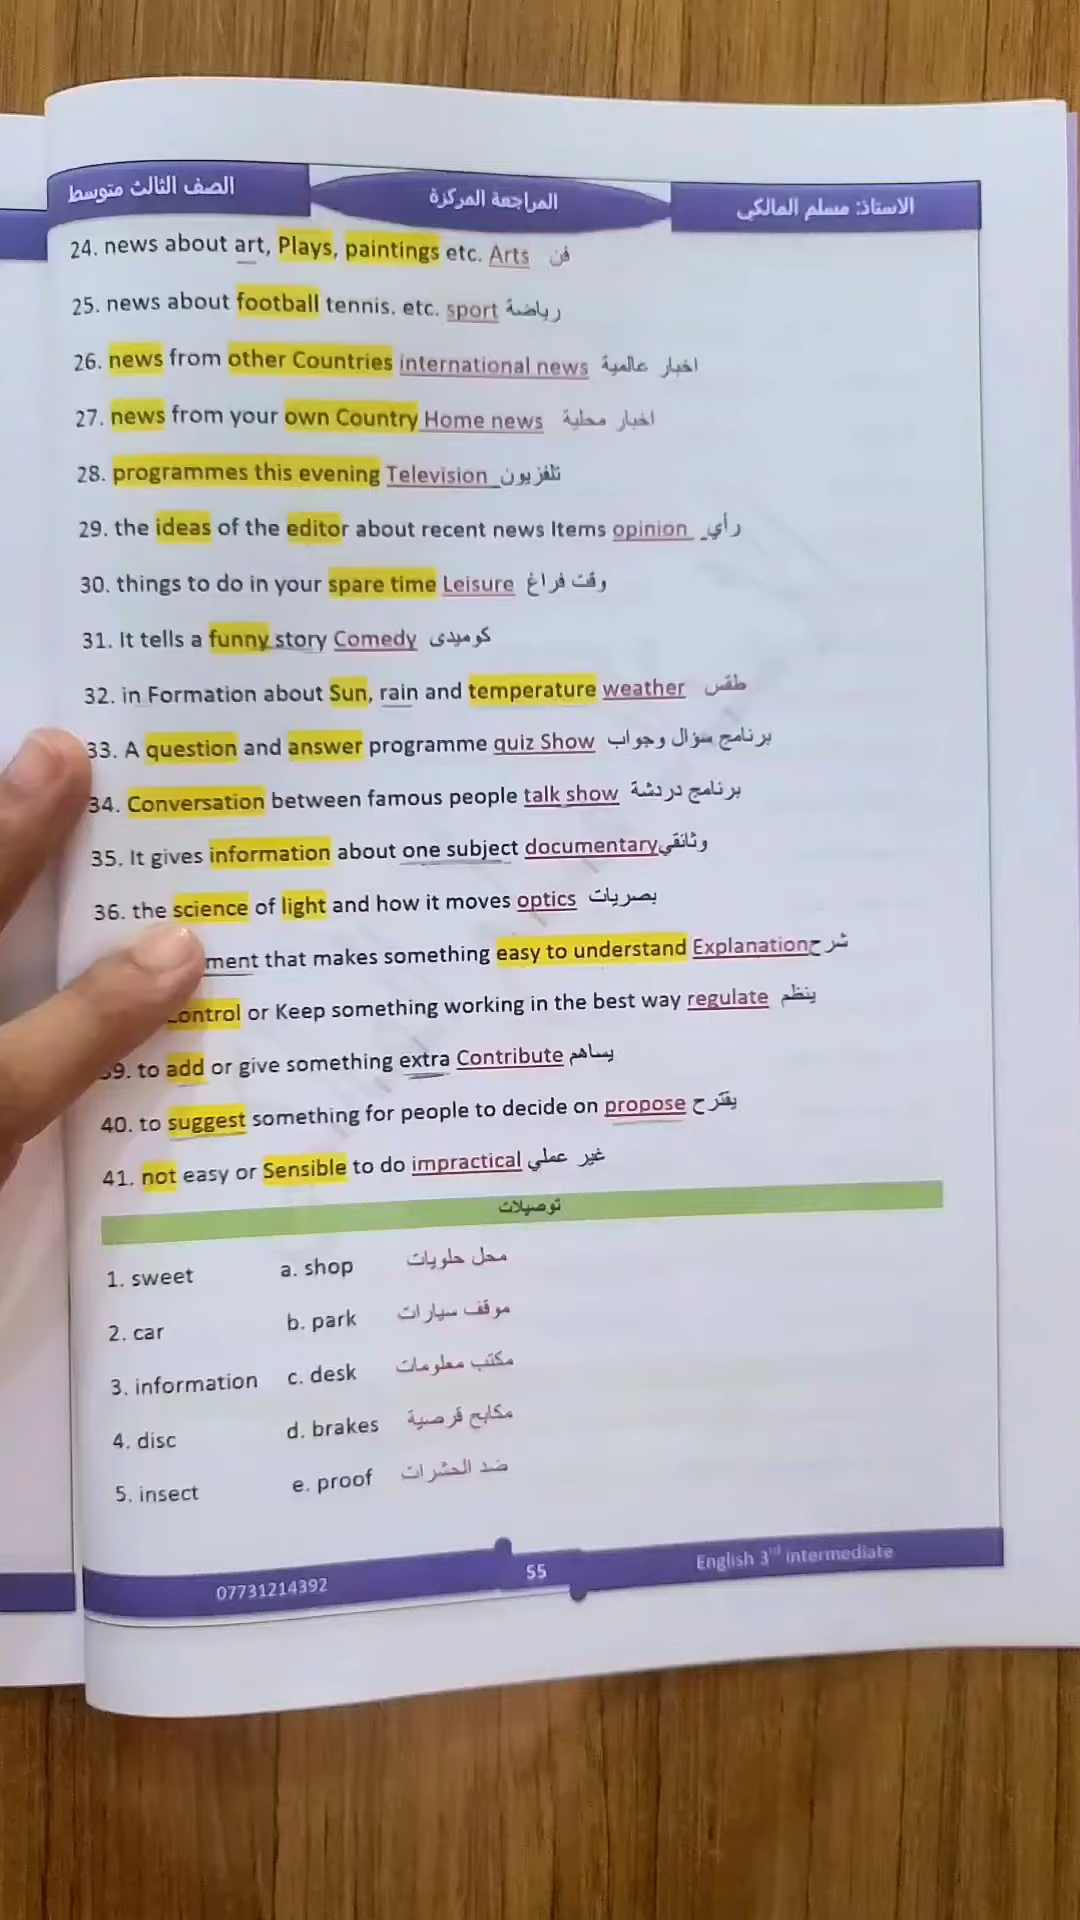 الصف الثالث متوسط
المراجعة المركزة
الاستاذ: مسلم المالكي
24. news about art, Plays, paintings etc. Arts فن
25. news about football tennis. etc. sport رياضة
26. news from other Countries international news اخبار عالمية
27. news from your own Country Home news اخبار محلية
28. programmes this evening Television تلفزيون
29. the ideas of the editor about recent news Items opinion رأي
30. things to do in your spare time Leisure وقت فراغ
31. It tells a funny story Comedy كوميدى
32. in Formation about Sun, rain and temperature weather طقس
33. A question and answer programme quiz Show برنامج سؤال وجواب
34. Conversation between famous people talk show برنامج دردشة
35. It gives information about one subject documentary وثائقي
36. the science of light and how it moves optics بصريات
ment that makes something easy to understand Explanation شرح
control or Keep something working in the best way regulate ينظم
39. to add or give something extra Contribute يساهم
40. to suggest something for people to decide on propose يقترح
41. not easy or Sensible to do impractical غير عملي
توصيلات
1. sweet a. shop محل حلويات
2. car b. park موقف سيارات
3. information c. desk مكتب معلومات
4. disc d. brakes مكابح قرصية
5. insect e. proof ضد الحشرات
07731214392
55
English 3rd intermediate